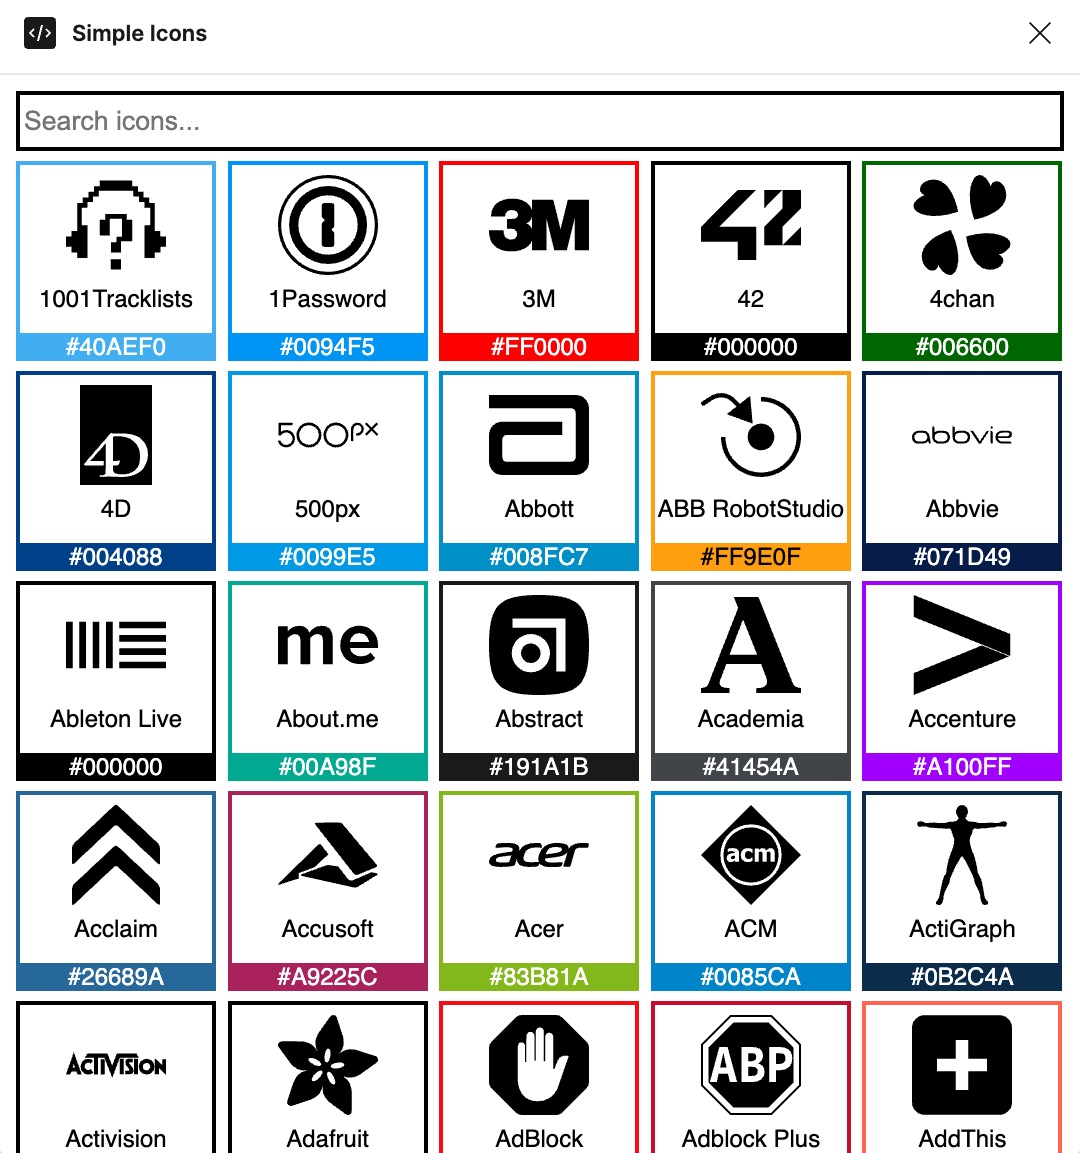 </> Simple Icons
Search icons...
?
1001Tracklists
#40AEF0
1Password
#0094F5
3M
3M
#FF0000
42
42
#000000
4chan
#006600
4D
4D
#004088
500px
500px
#0099E5
Abbott
#008FC7
ABB RobotStudio
#FF9E0F
abbvie
Abbvie
#071D49
Ableton Live
#000000
me
About.me
#00A98F
Abstract
#191A1B
A
Academia
#41454A
Accenture
#A100FF
Acclaim
#26689A
Accusoft
#A9225C
acer
Acer
#83B81A
acm
ACM
#0085CA
ActiGraph
#0B2C4A
ACTIVISION
Activision
Adafruit
AdBlock
ABP
Adblock Plus
AddThis